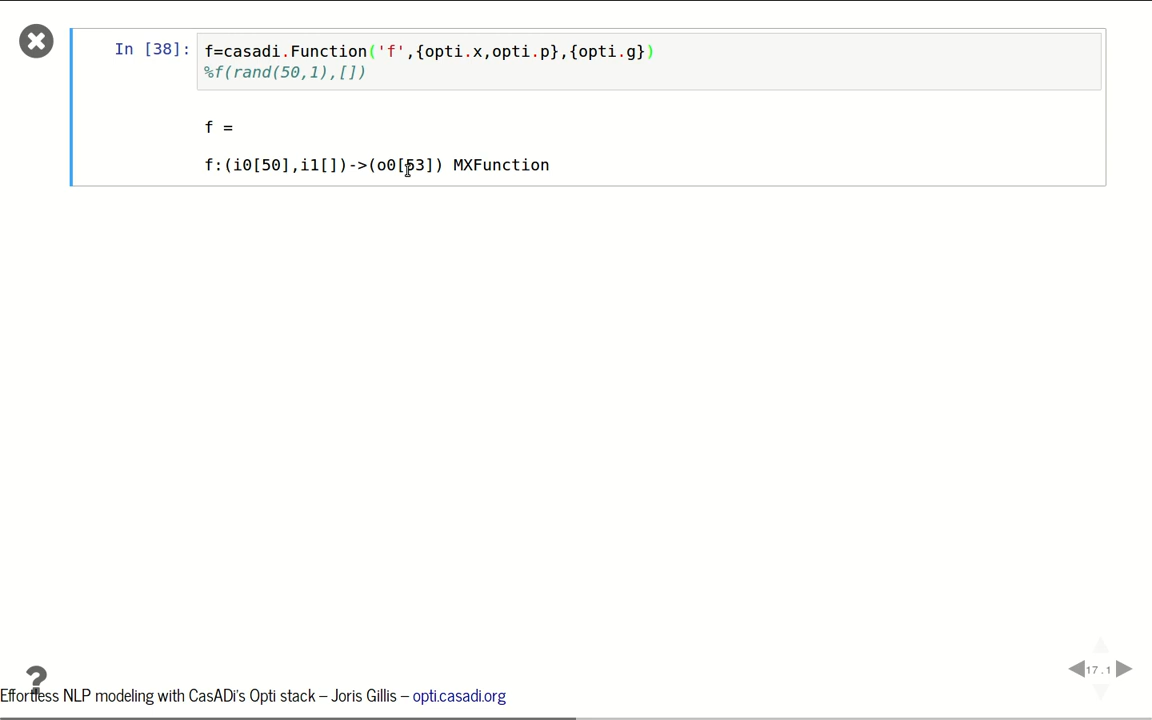 In [38]: f=casadi.Function('f',{opti.x,opti.p},{opti.g})
%f(rand(50,1),[])
f =
f:(i0[50],i1[])->(o0[53]) MXFunction
17.1
?
Effortless NLP modeling with CasADi's Opti stack – Joris Gillis – opti.casadi.org